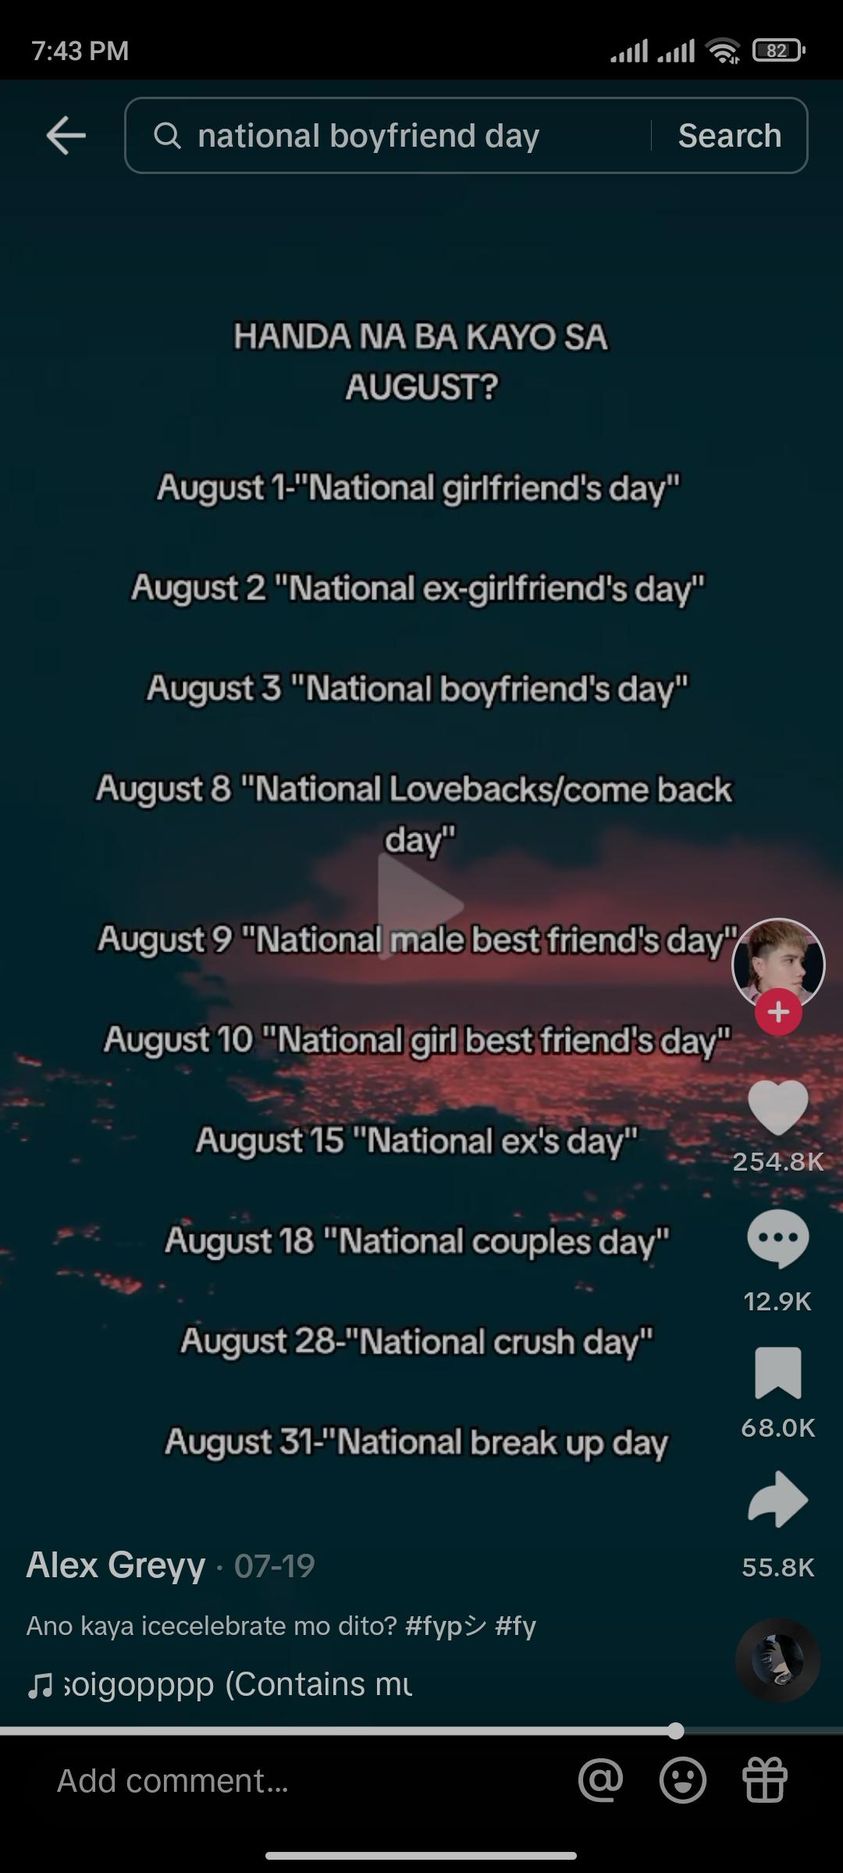 7:43 PM
82
national boyfriend day
Search
HANDA NA BA KAYO SA
AUGUST?
August 1-"National girlfriend's day"
August 2 "National ex-girlfriend's day"
August 3 "National boyfriend's day"
August 8 "National Lovebacks/come back
day"
August 9 "National male best friend's day"
August 10 "National girl best friend's day"
August 15 "National ex's day"
August 18 "National couples day"
August 28-"National crush day"
August 31-"National break up day
254.8K
12.9K
68.0K
55.8K
Alex Greyy · 07-19
Ano kaya icecelebrate mo dito? #fypシ #fy
soigopppp (Contains mu
Add comment...